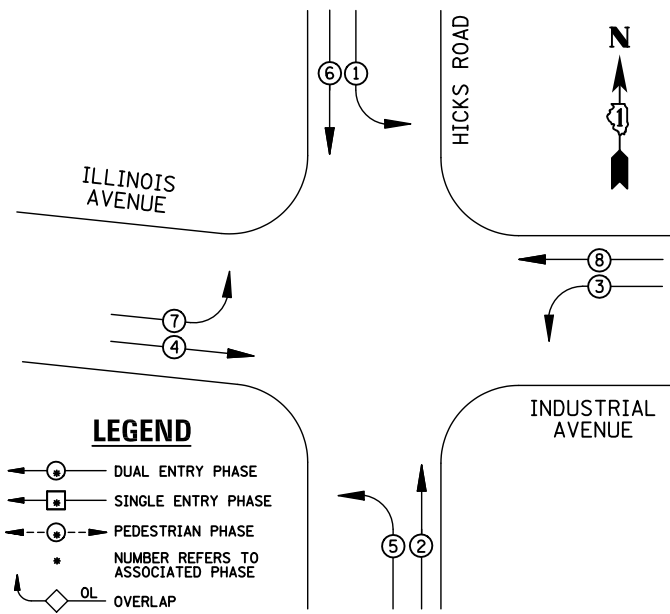 HICKS ROAD
N
1
6
1
ILLINOIS
AVENUE
8
3
7
4
INDUSTRIAL
AVENUE
5
2
LEGEND
* DUAL ENTRY PHASE
* SINGLE ENTRY PHASE
* PEDESTRIAN PHASE
* NUMBER REFERS TO
ASSOCIATED PHASE
OL OVERLAP